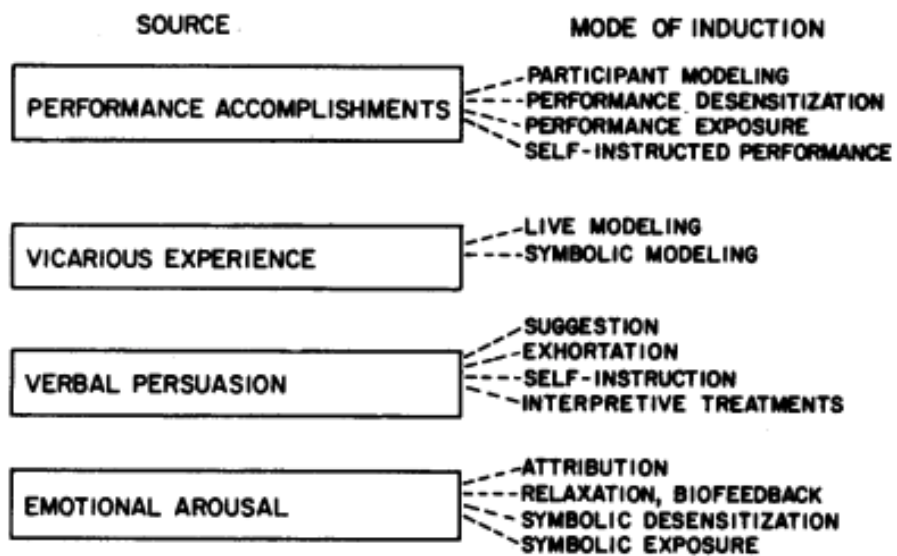 SOURCE
MODE OF INDUCTION
PERFORMANCE ACCOMPLISHMENTS
PARTICIPANT MODELING
PERFORMANCE DESENSITIZATION
PERFORMANCE EXPOSURE
SELF-INSTRUCTED PERFORMANCE
VICARIOUS EXPERIENCE
LIVE MODELING
SYMBOLIC MODELING
VERBAL PERSUASION
SUGGESTION
EXHORTATION
SELF-INSTRUCTION
INTERPRETIVE TREATMENTS
EMOTIONAL AROUSAL
ATTRIBUTION
RELAXATION, BIOFEEDBACK
SYMBOLIC DESENSITIZATION
SYMBOLIC EXPOSURE